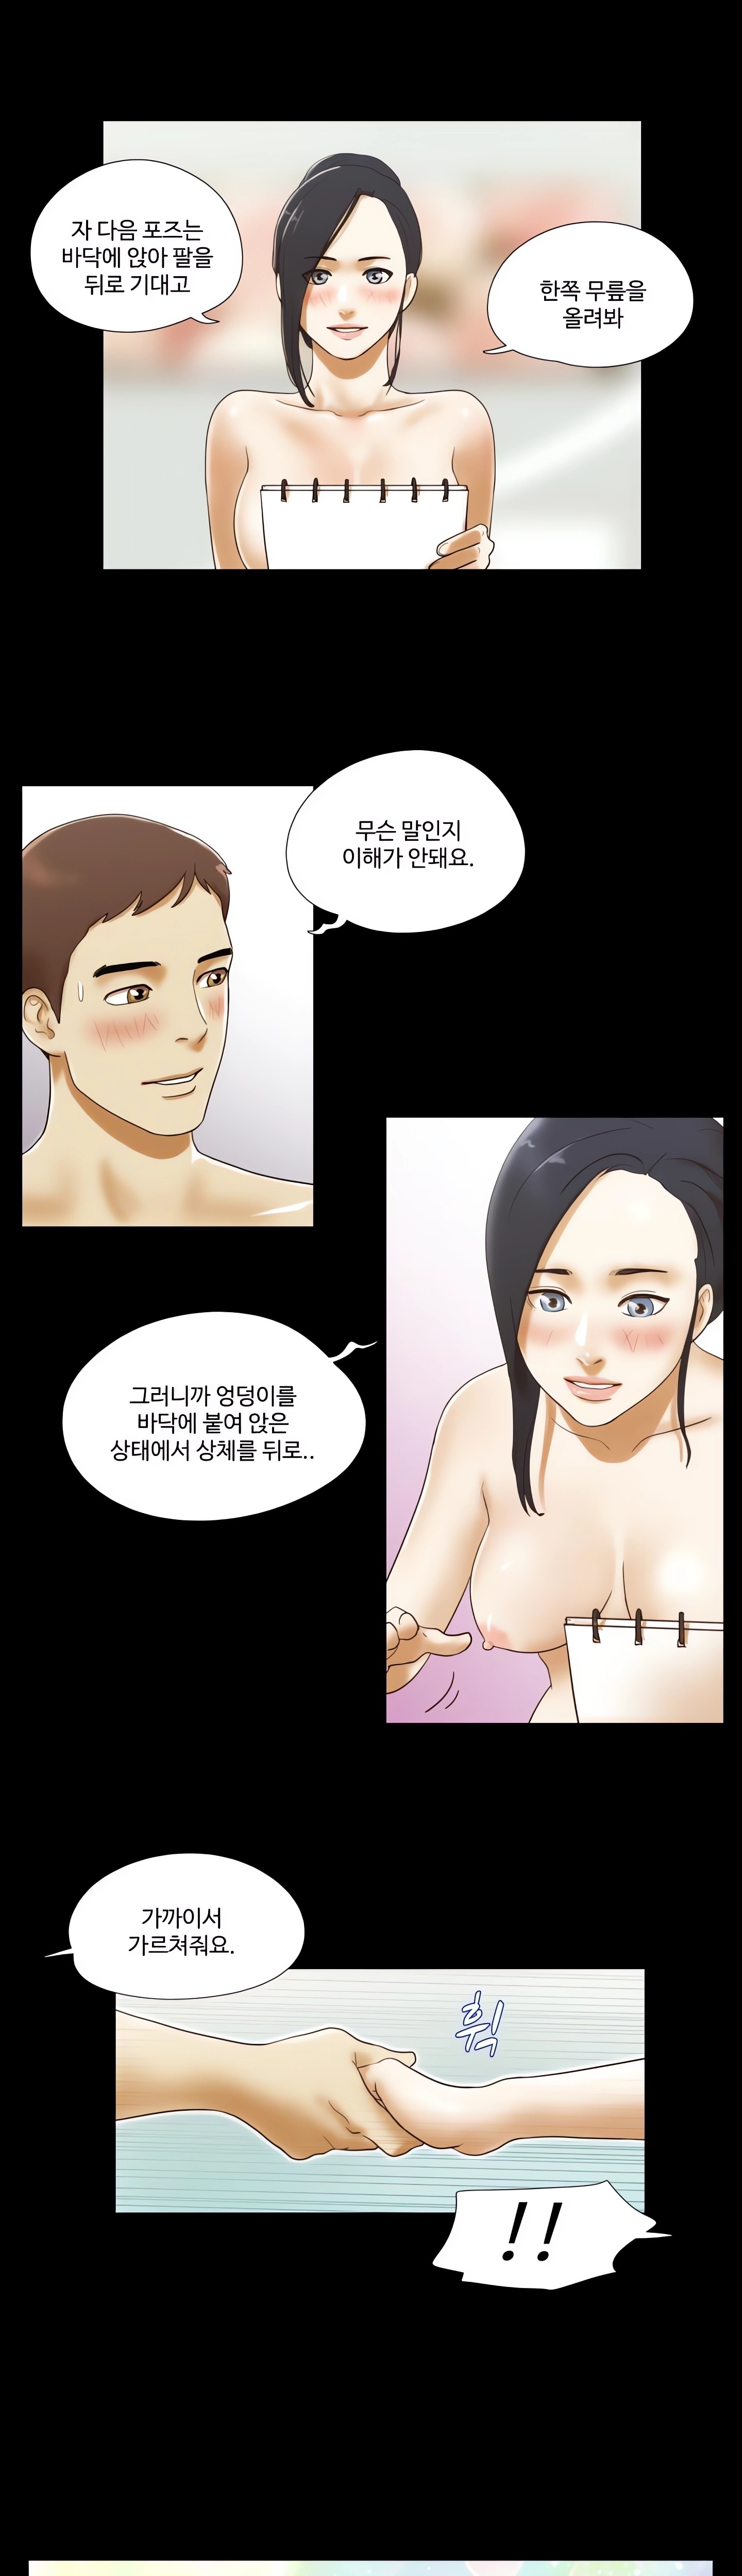 자 다음 포즈는
바닥에 앉아 팔을
뒤로 기대고
한쪽 무릎을
올려봐
무슨 말인지
이해가 안돼요.
그러니까 엉덩이를
바닥에 붙여 앉은
상태에서 상체를 뒤로..
가까이서
가르쳐줘요.
휙
!!